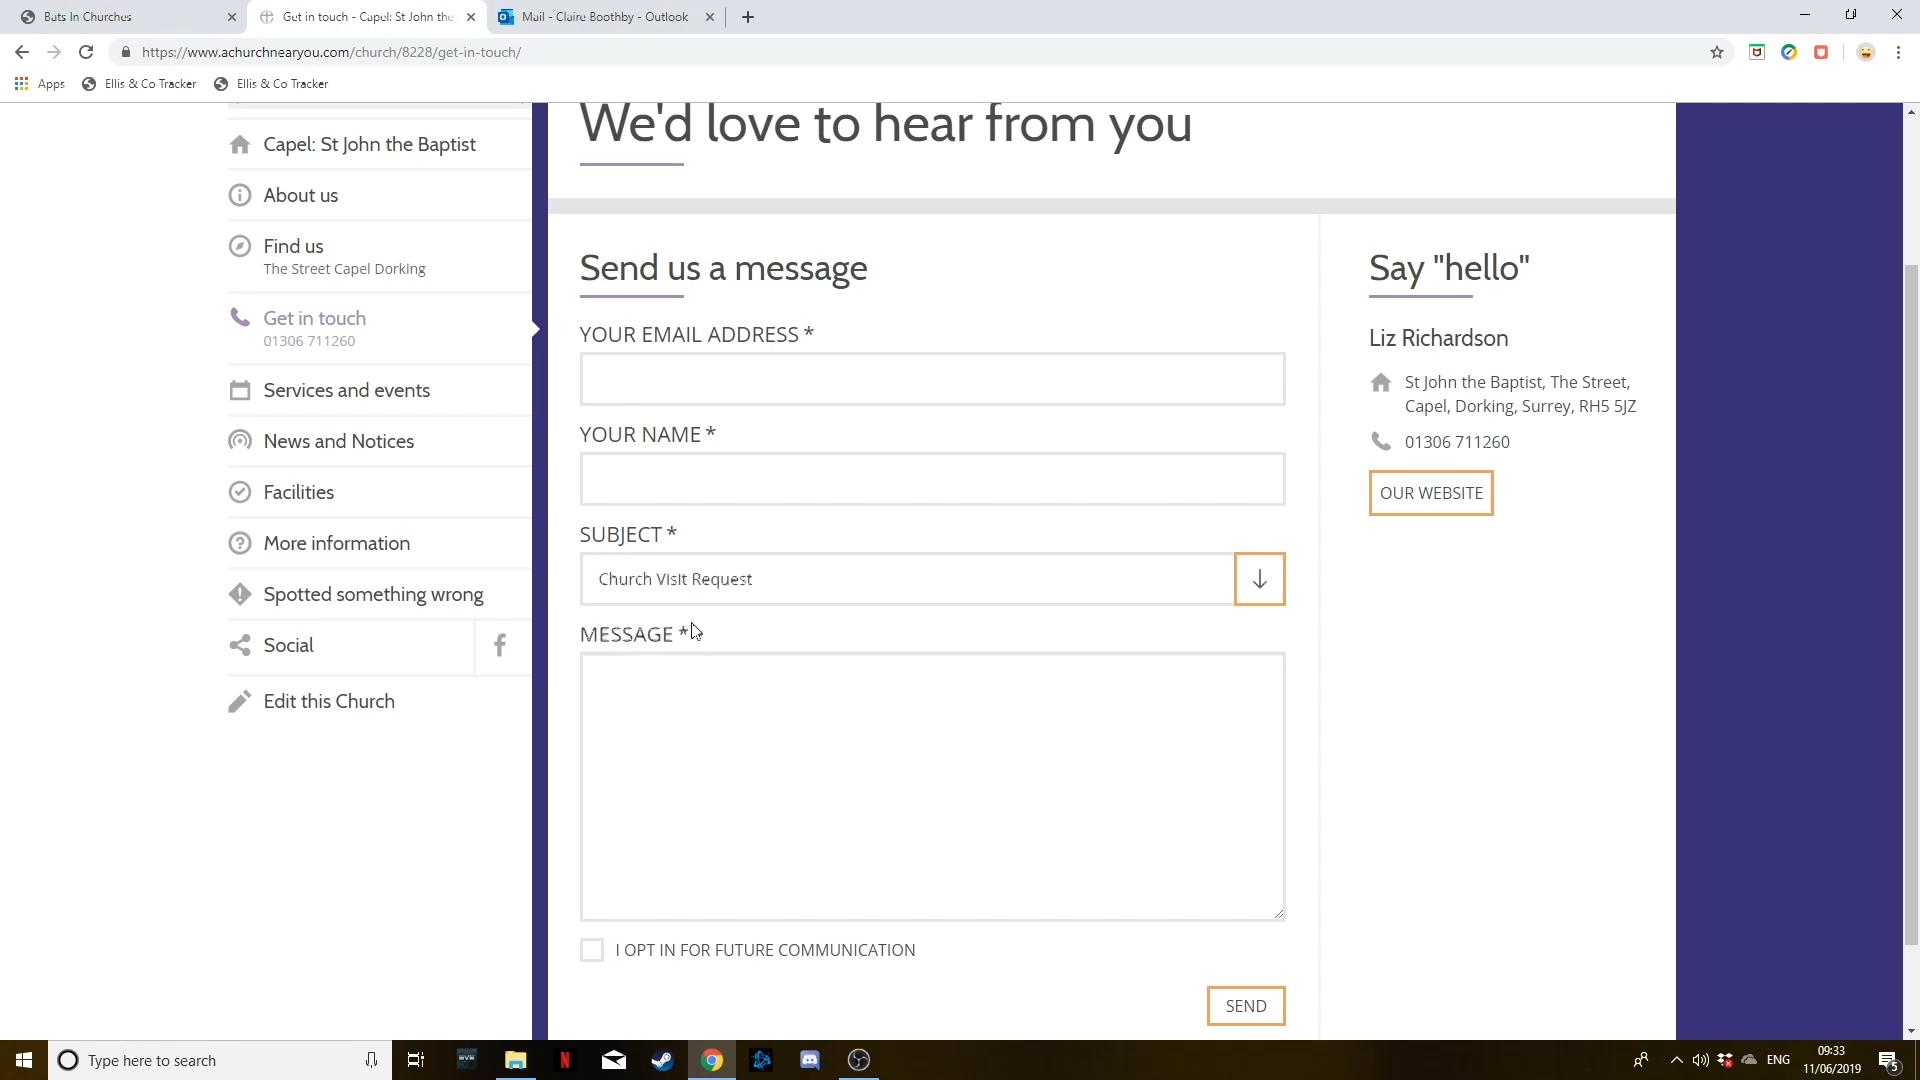 Bats In Churches
Get in touch - Capel: St John the
Mail - Claire Boothby - Outlook
https://www.achurchnearyou.com/church/8228/get-in-touch/
Apps
Ellis & Co Tracker
Ellis & Co Tracker
We'd love to hear from you
Capel: St John the Baptist
About us
Find us
The Street Capel Dorking
Get in touch
01306 711260
Services and events
News and Notices
Facilities
More information
Spotted something wrong
Social
Edit this Church
Send us a message
YOUR EMAIL ADDRESS *
YOUR NAME *
SUBJECT *
Church Visit Request
MESSAGE *
I OPT IN FOR FUTURE COMMUNICATION
SEND
Say "hello"
Liz Richardson
St John the Baptist, The Street,
Capel, Dorking, Surrey, RH5 5JZ
01306 711260
OUR WEBSITE
Type here to search
ENG
09:33
11/06/2019
5